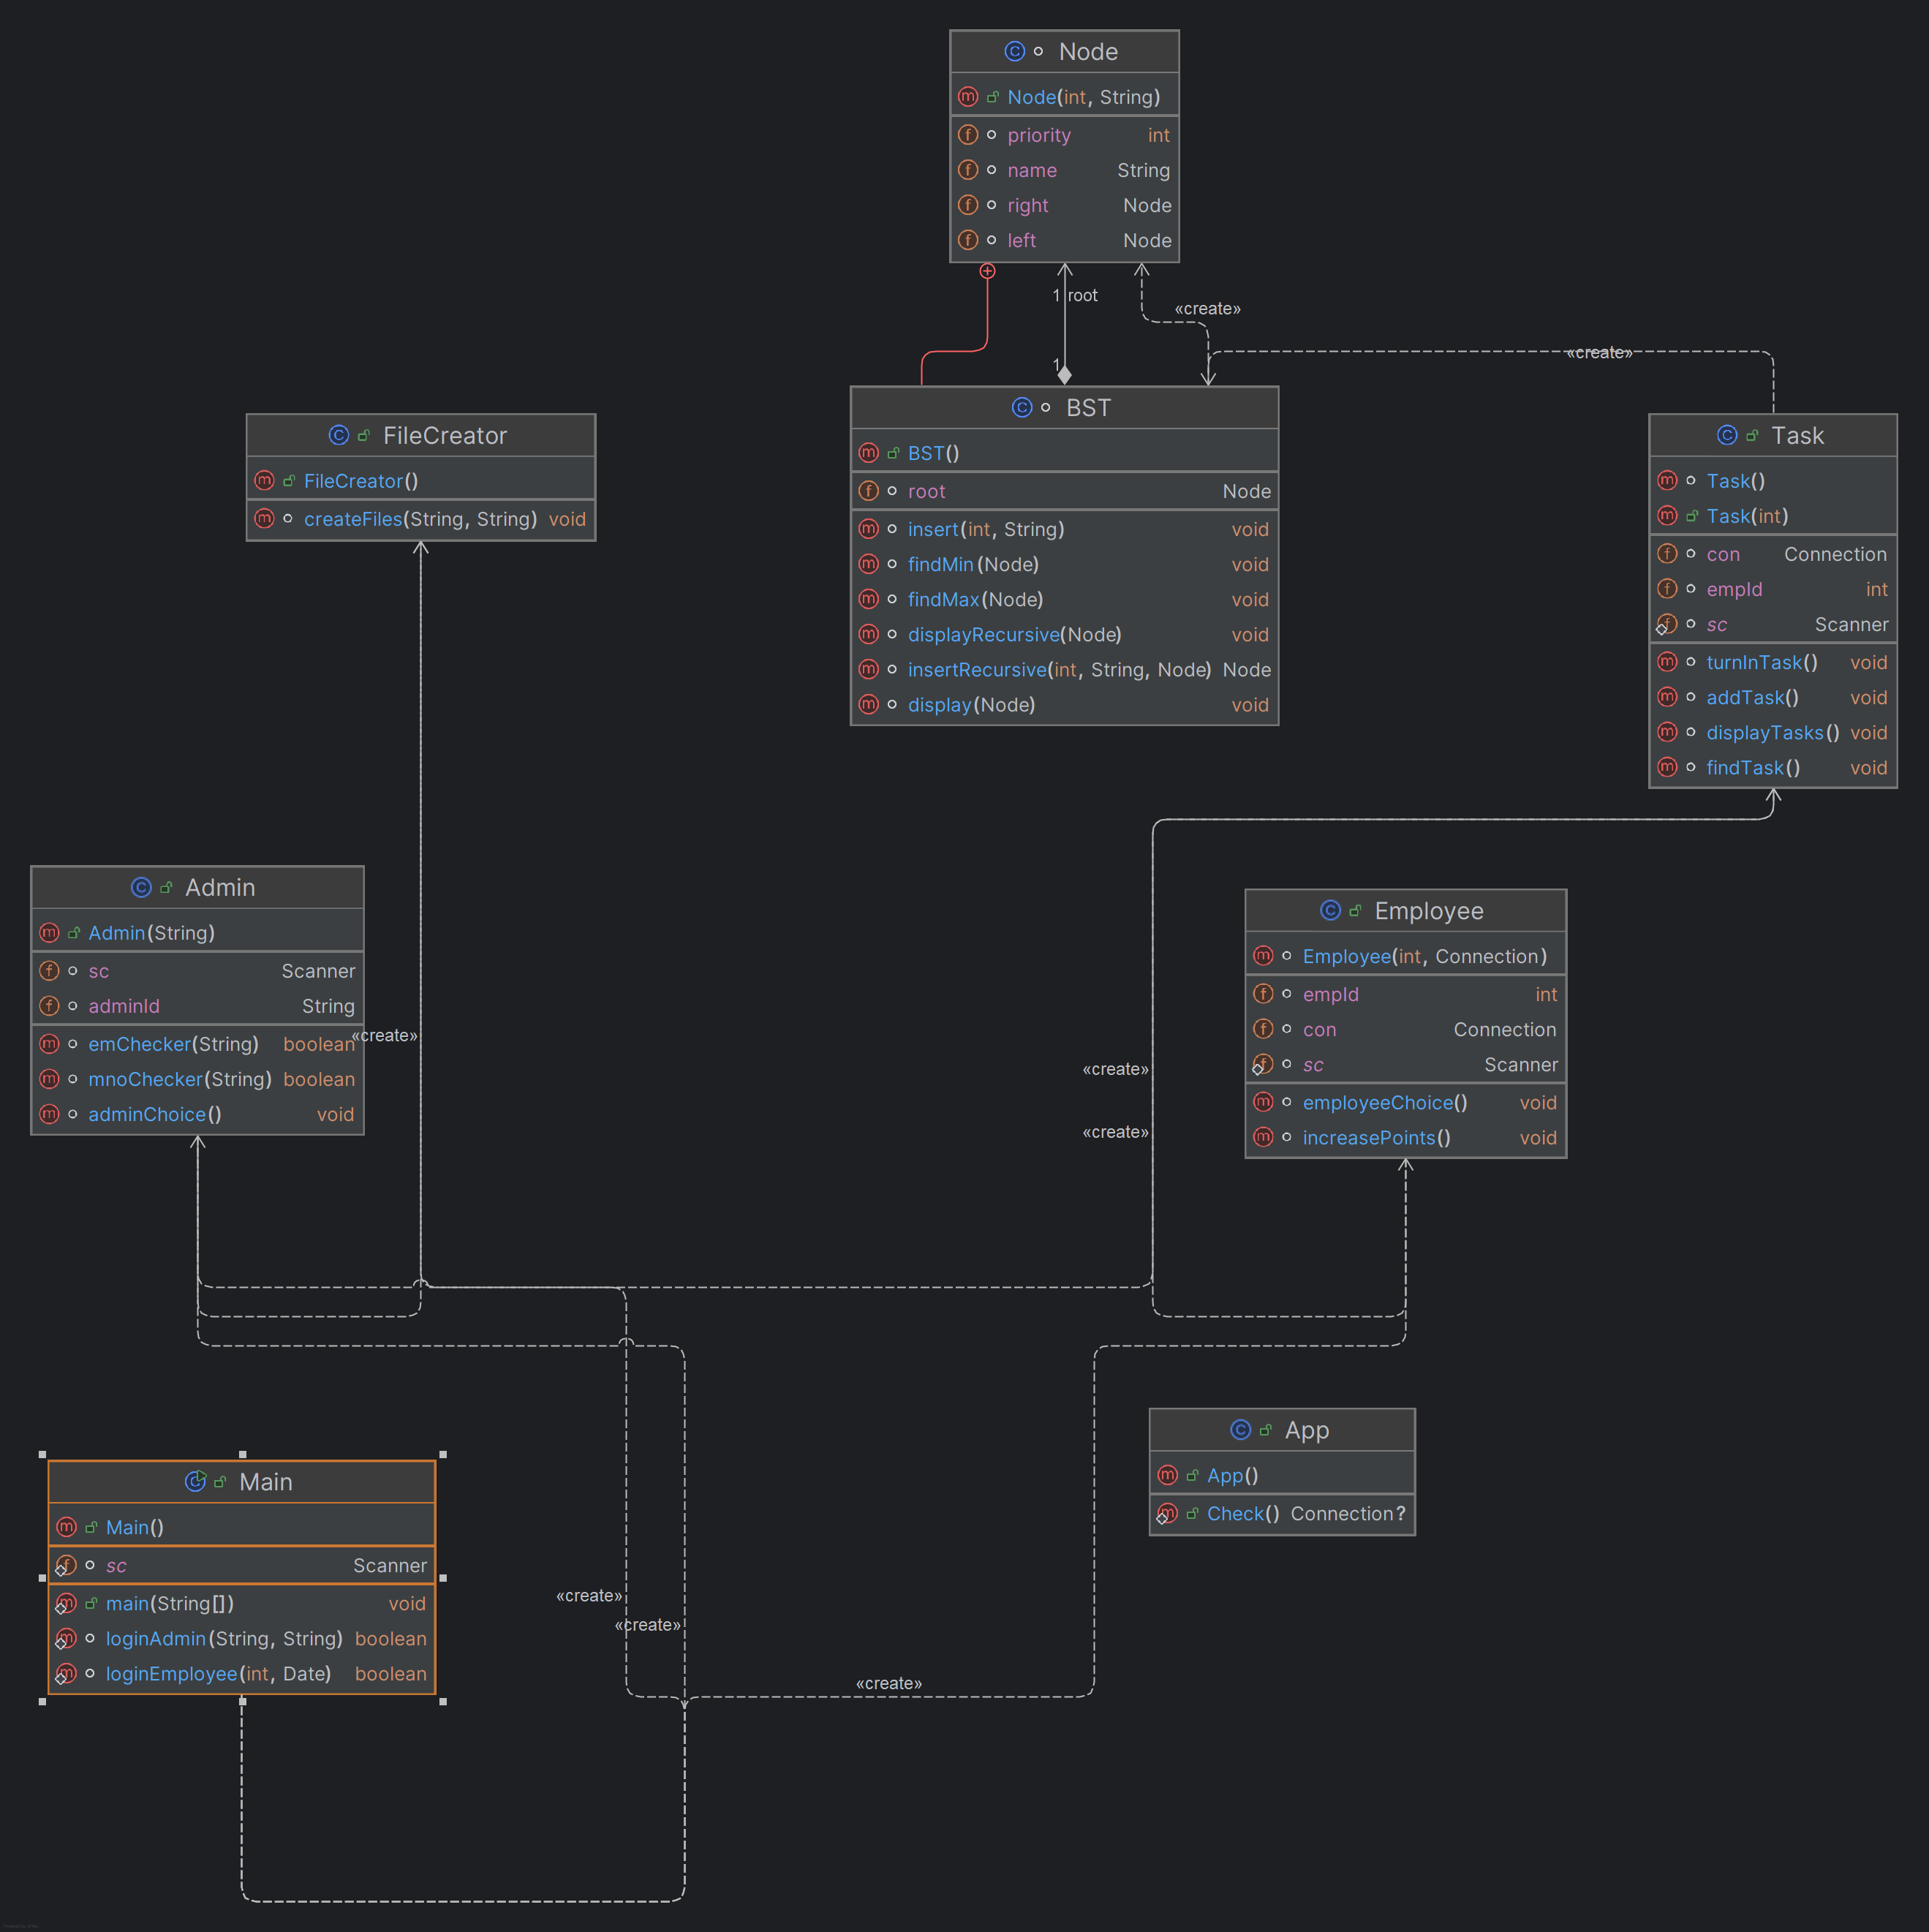 Node
Node(int, String)
priority int
name String
right Node
left Node
1 root
«create»
1
«create»
BST
BST()
root Node
insert(int, String) void
findMin(Node) void
findMax(Node) void
displayRecursive(Node) void
insertRecursive(int, String, Node) Node
display(Node) void
FileCreator
FileCreator()
createFiles(String, String) void
Task
Task()
Task(int)
con Connection
empId int
sc Scanner
turnInTask() void
addTask() void
displayTasks() void
findTask() void
Admin
Admin(String)
sc Scanner
adminId String
emChecker(String) boolean
mnoChecker(String) boolean
adminChoice() void
«create»
Employee
Employee(int, Connection)
empId int
con Connection
sc Scanner
employeeChoice() void
increasePoints() void
«create»
«create»
App
App()
Check() Connection?
Main
Main()
sc Scanner
main(String[]) void
loginAdmin(String, String) boolean
loginEmployee(int, Date) boolean
«create»
«create»
«create»